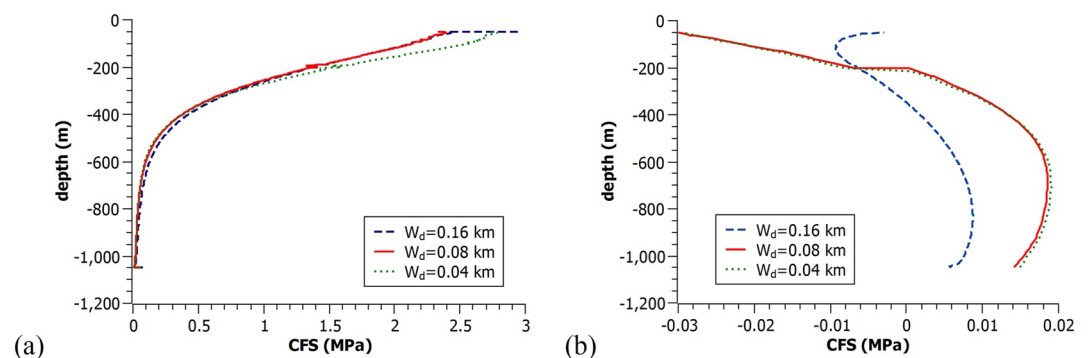 (a)
0
-200
-400
-600
-800
-1,000
-1,200
depth (m)
0 0.5 1 1.5 2 2.5 3
CFS (MPa)
W_d=0.16 km
W_d=0.08 km
W_d=0.04 km
(b)
0
-200
-400
-600
-800
-1,000
-1,200
depth (m)
-0.03 -0.02 -0.01 0 0.01 0.02
CFS (MPa)
W_d=0.16 km
W_d=0.08 km
W_d=0.04 km